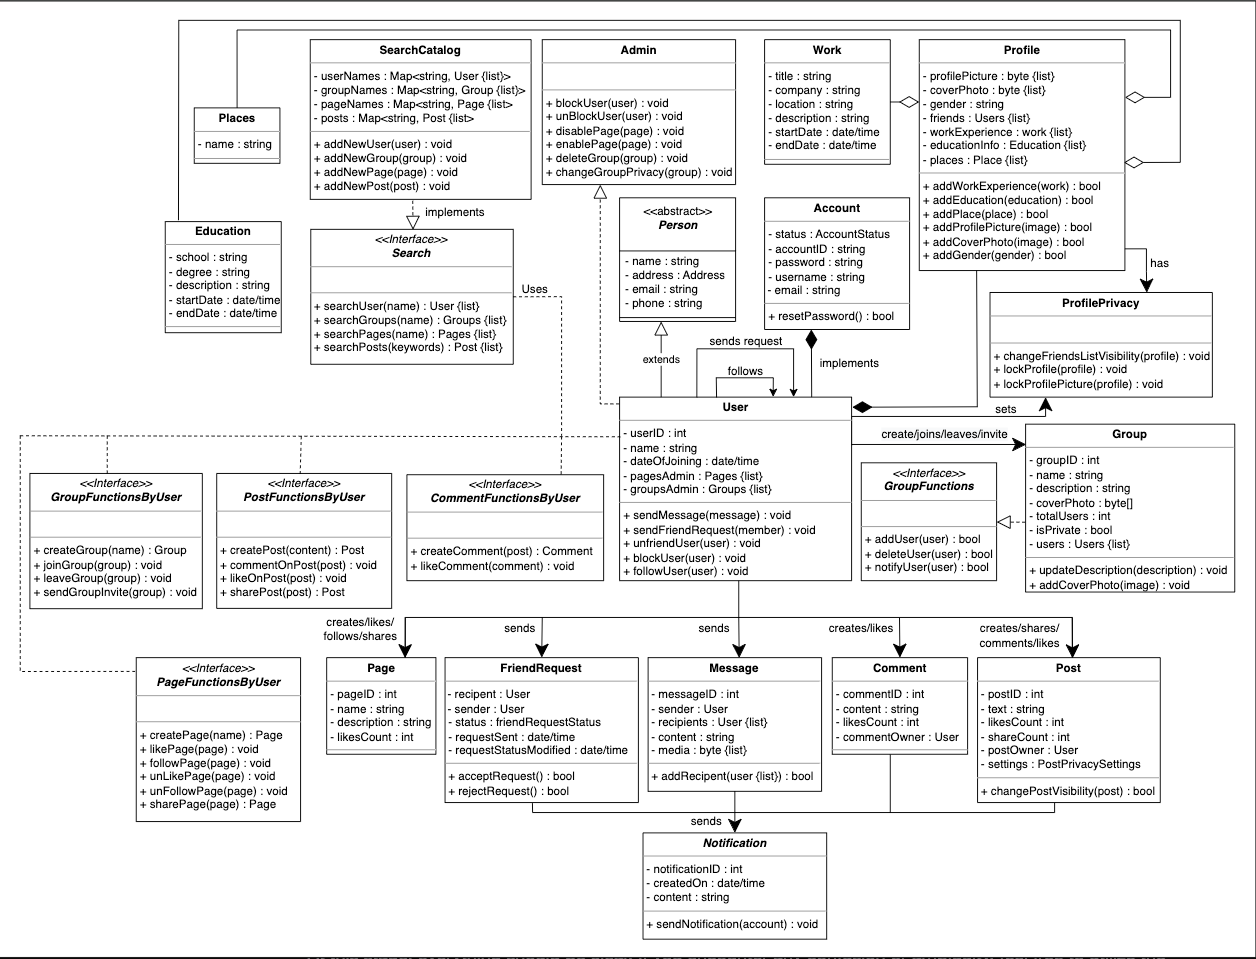 SearchCatalog
- userNames : Map<string, User {list}>
- groupNames : Map<string, Group {list}>
- pageNames : Map<string, Page {list}>
- posts : Map<string, Post {list}>
+ addNewUser(user) : void
+ addNewGroup(group) : void
+ addNewPage(page) : void
+ addNewPost(post) : void
Admin
+ blockUser(user) : void
+ unBlockUser(user) : void
+ disablePage(page) : void
+ enablePage(page) : void
+ deleteGroup(group) : void
+ changeGroupPrivacy(group) : void
Work
- title : string
- company : string
- location : string
- description : string
- startDate : date/time
- endDate : date/time
Profile
- profilePicture : byte {list}
- coverPhoto : byte {list}
- gender : string
- friends : Users {list}
- workExperience : work {list}
- educationInfo : Education {list}
- places : Place {list}
+ addWorkExperience(work) : bool
+ addEducation(education) : bool
+ addPlace(place) : bool
+ addProfilePicture(image) : bool
+ addCoverPhoto(image) : bool
+ addGender(gender) : bool
Places
- name : string
implements
<<abstract>>
Person
- name : string
- address : Address
- email : string
- phone : string
Account
- status : AccountStatus
- accountID : string
- password : string
- username : string
- email : string
+ resetPassword() : bool
Education
- school : string
- degree : string
- description : string
- startDate : date/time
- endDate : date/time
<<Interface>>
Search
+ searchUser(name) : User {list}
+ searchGroups(name) : Groups {list}
+ searchPages(name) : Pages {list}
+ searchPosts(keywords) : Post {list}
Uses
has
ProfilePrivacy
+ changeFriendsListVisibility(profile) : void
+ lockProfile(profile) : void
+ lockProfilePicture(profile) : void
extends
sends request
follows
implements
sets
User
- userID : int
- name : string
- dateOfJoining : date/time
- pagesAdmin : Pages {list}
- groupsAdmin : Groups {list}
+ sendMessage(message) : void
+ sendFriendRequest(member) : void
+ unfriendUser(user) : void
+ blockUser(user) : void
+ followUser(user) : void
create/joins/leaves/invite
Group
- groupID : int
- name : string
- description : string
- coverPhoto : byte[]
- totalUsers : int
- isPrivate : bool
- users : Users {list}
+ updateDescription(description) : void
+ addCoverPhoto(image) : void
<<Interface>>
GroupFunctions
+ addUser(user) : bool
+ deleteUser(user) : bool
+ notifyUser(user) : bool
<<Interface>>
GroupFunctionsByUser
+ createGroup(name) : Group
+ joinGroup(group) : void
+ leaveGroup(group) : void
+ sendGroupInvite(group) : void
<<Interface>>
PostFunctionsByUser
+ createPost(content) : Post
+ commentOnPost(post) : void
+ likeOnPost(post) : void
+ sharePost(post) : Post
<<Interface>>
CommentFunctionsByUser
+ createComment(post) : Comment
+ likeComment(comment) : void
creates/likes/
follows/shares
sends
sends
creates/likes
creates/shares/
comments/likes
<<Interface>>
PageFunctionsByUser
+ createPage(name) : Page
+ likePage(page) : void
+ followPage(page) : void
+ unLikePage(page) : void
+ unFollowPage(page) : void
+ sharePage(page) : Page
Page
- pageID : int
- name : string
- description : string
- likesCount : int
FriendRequest
- recipent : User
- sender : User
- status : friendRequestStatus
- requestSent : date/time
- requestStatusModified : date/time
+ acceptRequest() : bool
+ rejectRequest() : bool
Message
- messageID : int
- sender : User
- recipients : User {list}
- content : string
- media : byte {list}
+ addRecipent(user {list}) : bool
Comment
- commentID : int
- content : string
- likesCount : int
- commentOwner : User
Post
- postID : int
- text : string
- likesCount : int
- shareCount : int
- postOwner : User
- settings : PostPrivacySettings
+ changePostVisibility(post) : bool
sends
Notification
- notificationID : int
- createdOn : date/time
- content : string
+ sendNotification(account) : void